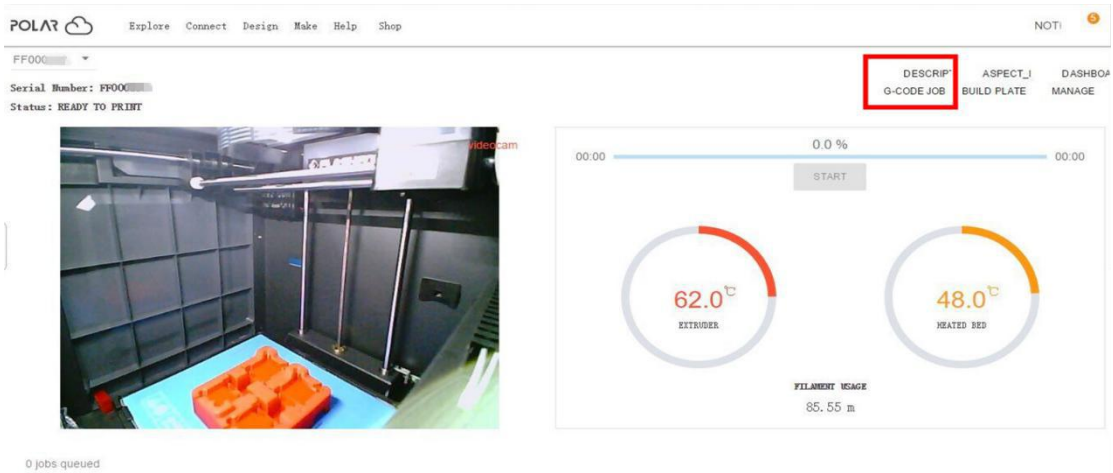 POLAR
Explore Connect Design Make Help Shop
NOTI
5
FF000
Serial Number: FF000
Status: READY TO PRINT
DESCRIP ASPECT_I DASHBOA
G-CODE JOB BUILD PLATE MANAGE
videocam
00:00 0.0 % 00:00
START
62.0℃ 48.0℃
EXTRUDER HEATED BED
FILAMENT USAGE
85.55 m
0 jobs queued